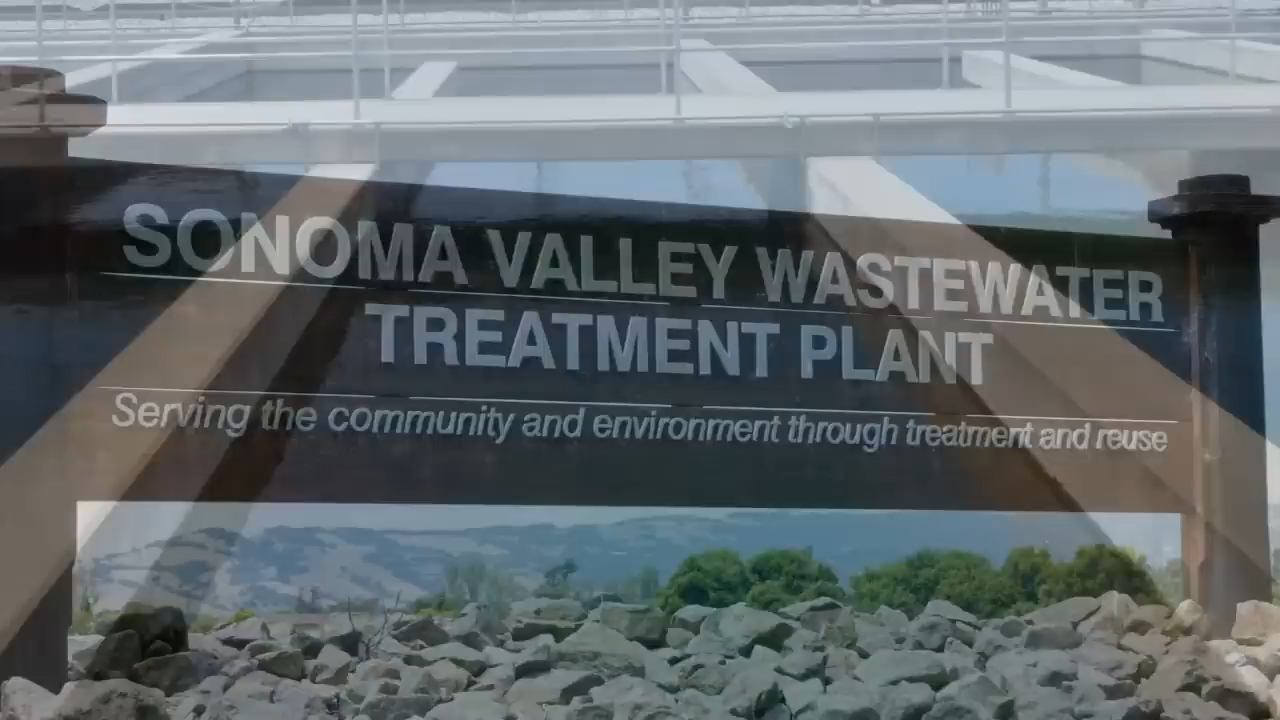 SONOMA VALLEY WASTEWATER
TREATMENT PLANT
Serving the community and environment through treatment and reuse